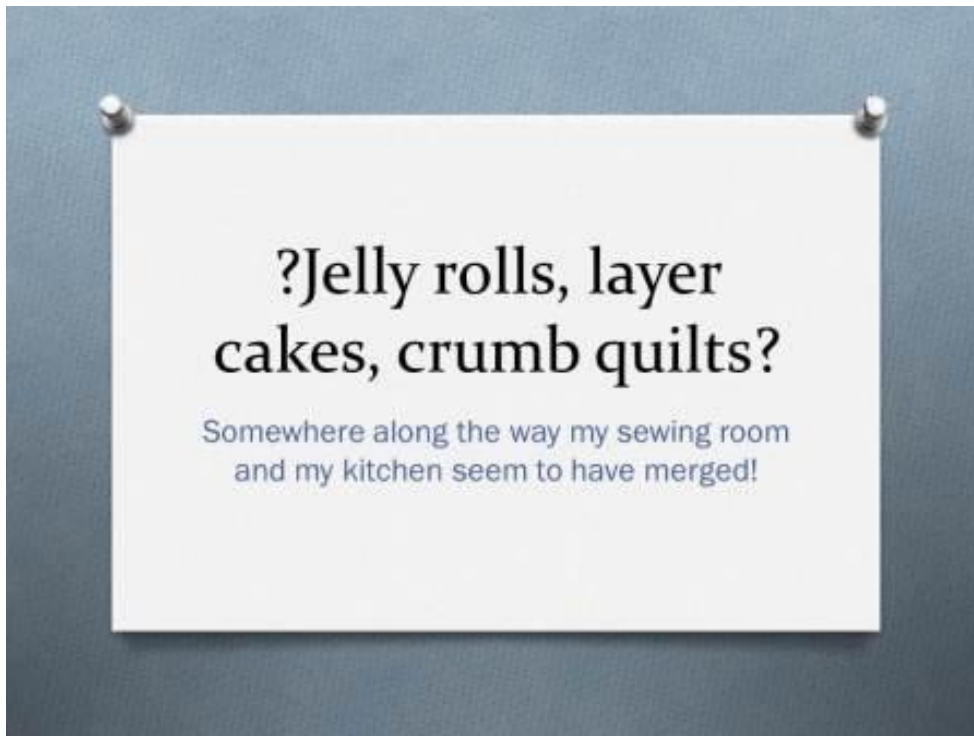 ?Jelly rolls, layer
cakes, crumb quilts?
Somewhere along the way my sewing room
and my kitchen seem to have merged!